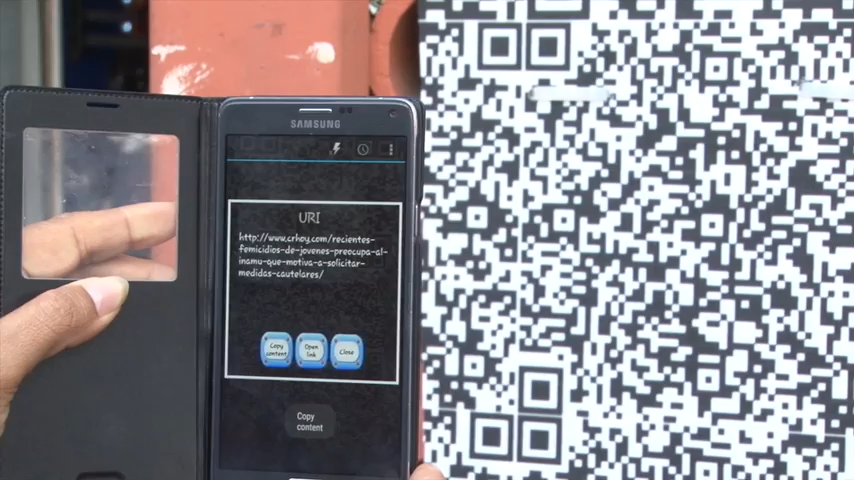 SAMSUNG
URI
http://www.crhoy.com/recientes-
femicidios-de-jovenes-preocupa-al-
inamu-que-motiva-a-solicitar-
medidas-cautelares/
Copy
content
Open
link
Close
Copy
content